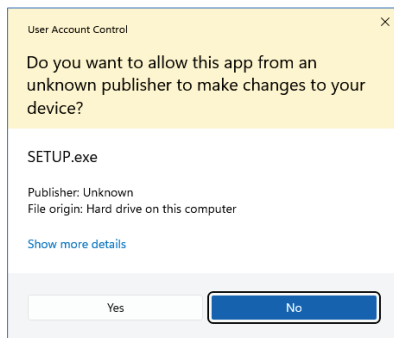 User Account Control
Do you want to allow this app from an
unknown publisher to make changes to your
device?
SETUP.exe
Publisher: Unknown
File origin: Hard drive on this computer
Show more details
Yes
No